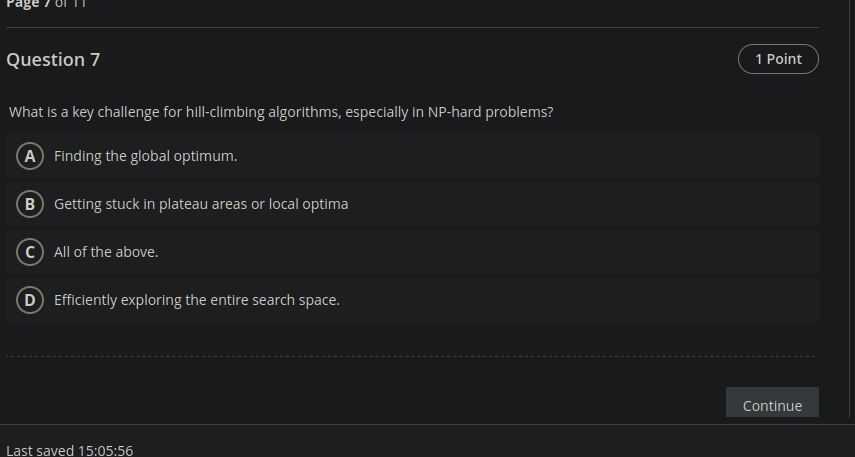 Page 7 of 11
Question 7
1 Point
What is a key challenge for hill-climbing algorithms, especially in NP-hard problems?
A Finding the global optimum.
B Getting stuck in plateau areas or local optima
C All of the above.
D Efficiently exploring the entire search space.
Continue
Last saved 15:05:56